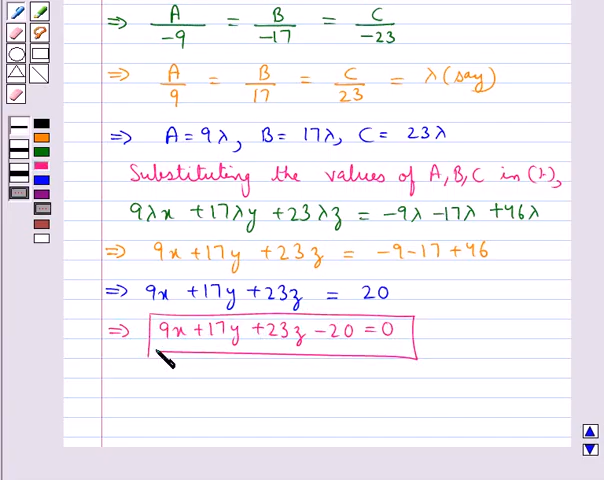 ⇒ A/-9 = B/-17 = C/-23
⇒ A/9 = B/17 = C/23 = λ (say)
⇒ A = 9λ, B = 17λ, C = 23λ
Substituting the values of A, B, C in (1),
9λx + 17λy + 23λz = -9λ - 17λ + 46λ
⇒ 9x + 17y + 23z = -9 - 17 + 46
⇒ 9x + 17y + 23z = 20
⇒ 9x + 17y + 23z - 20 = 0